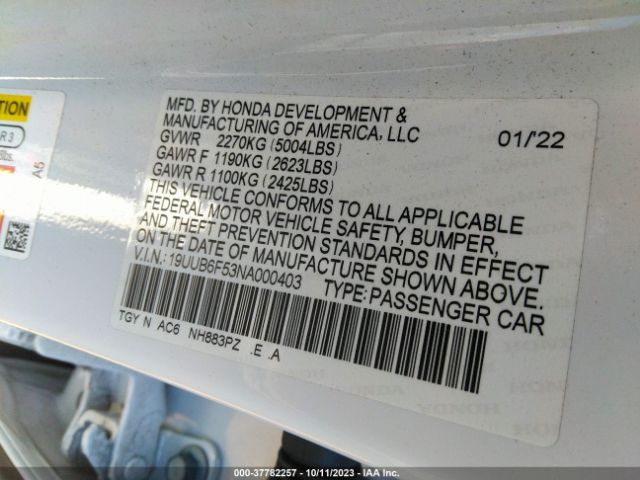 TION
R 3
lbs.
A5
MFD. BY HONDA DEVELOPMENT &
MANUFACTURING OF AMERICA, LLC
01/'22
GVWR 2270KG (5004LBS)
GAWR F 1190KG (2623LBS)
GAWR R 1100KG (2425LBS)
THIS VEHICLE CONFORMS TO ALL APPLICABLE
FEDERAL MOTOR VEHICLE SAFETY, BUMPER,
AND THEFT PREVENTION STANDARDS IN EFFECT
ON THE DATE OF MANUFACTURE SHOWN ABOVE.
V.I.N.: 19UUB6F53NA000403 TYPE: PASSENGER CAR
TGY N AC6 NH883PZ .E .A
000-37782257 - 10/11/2023 - IAA Inc.